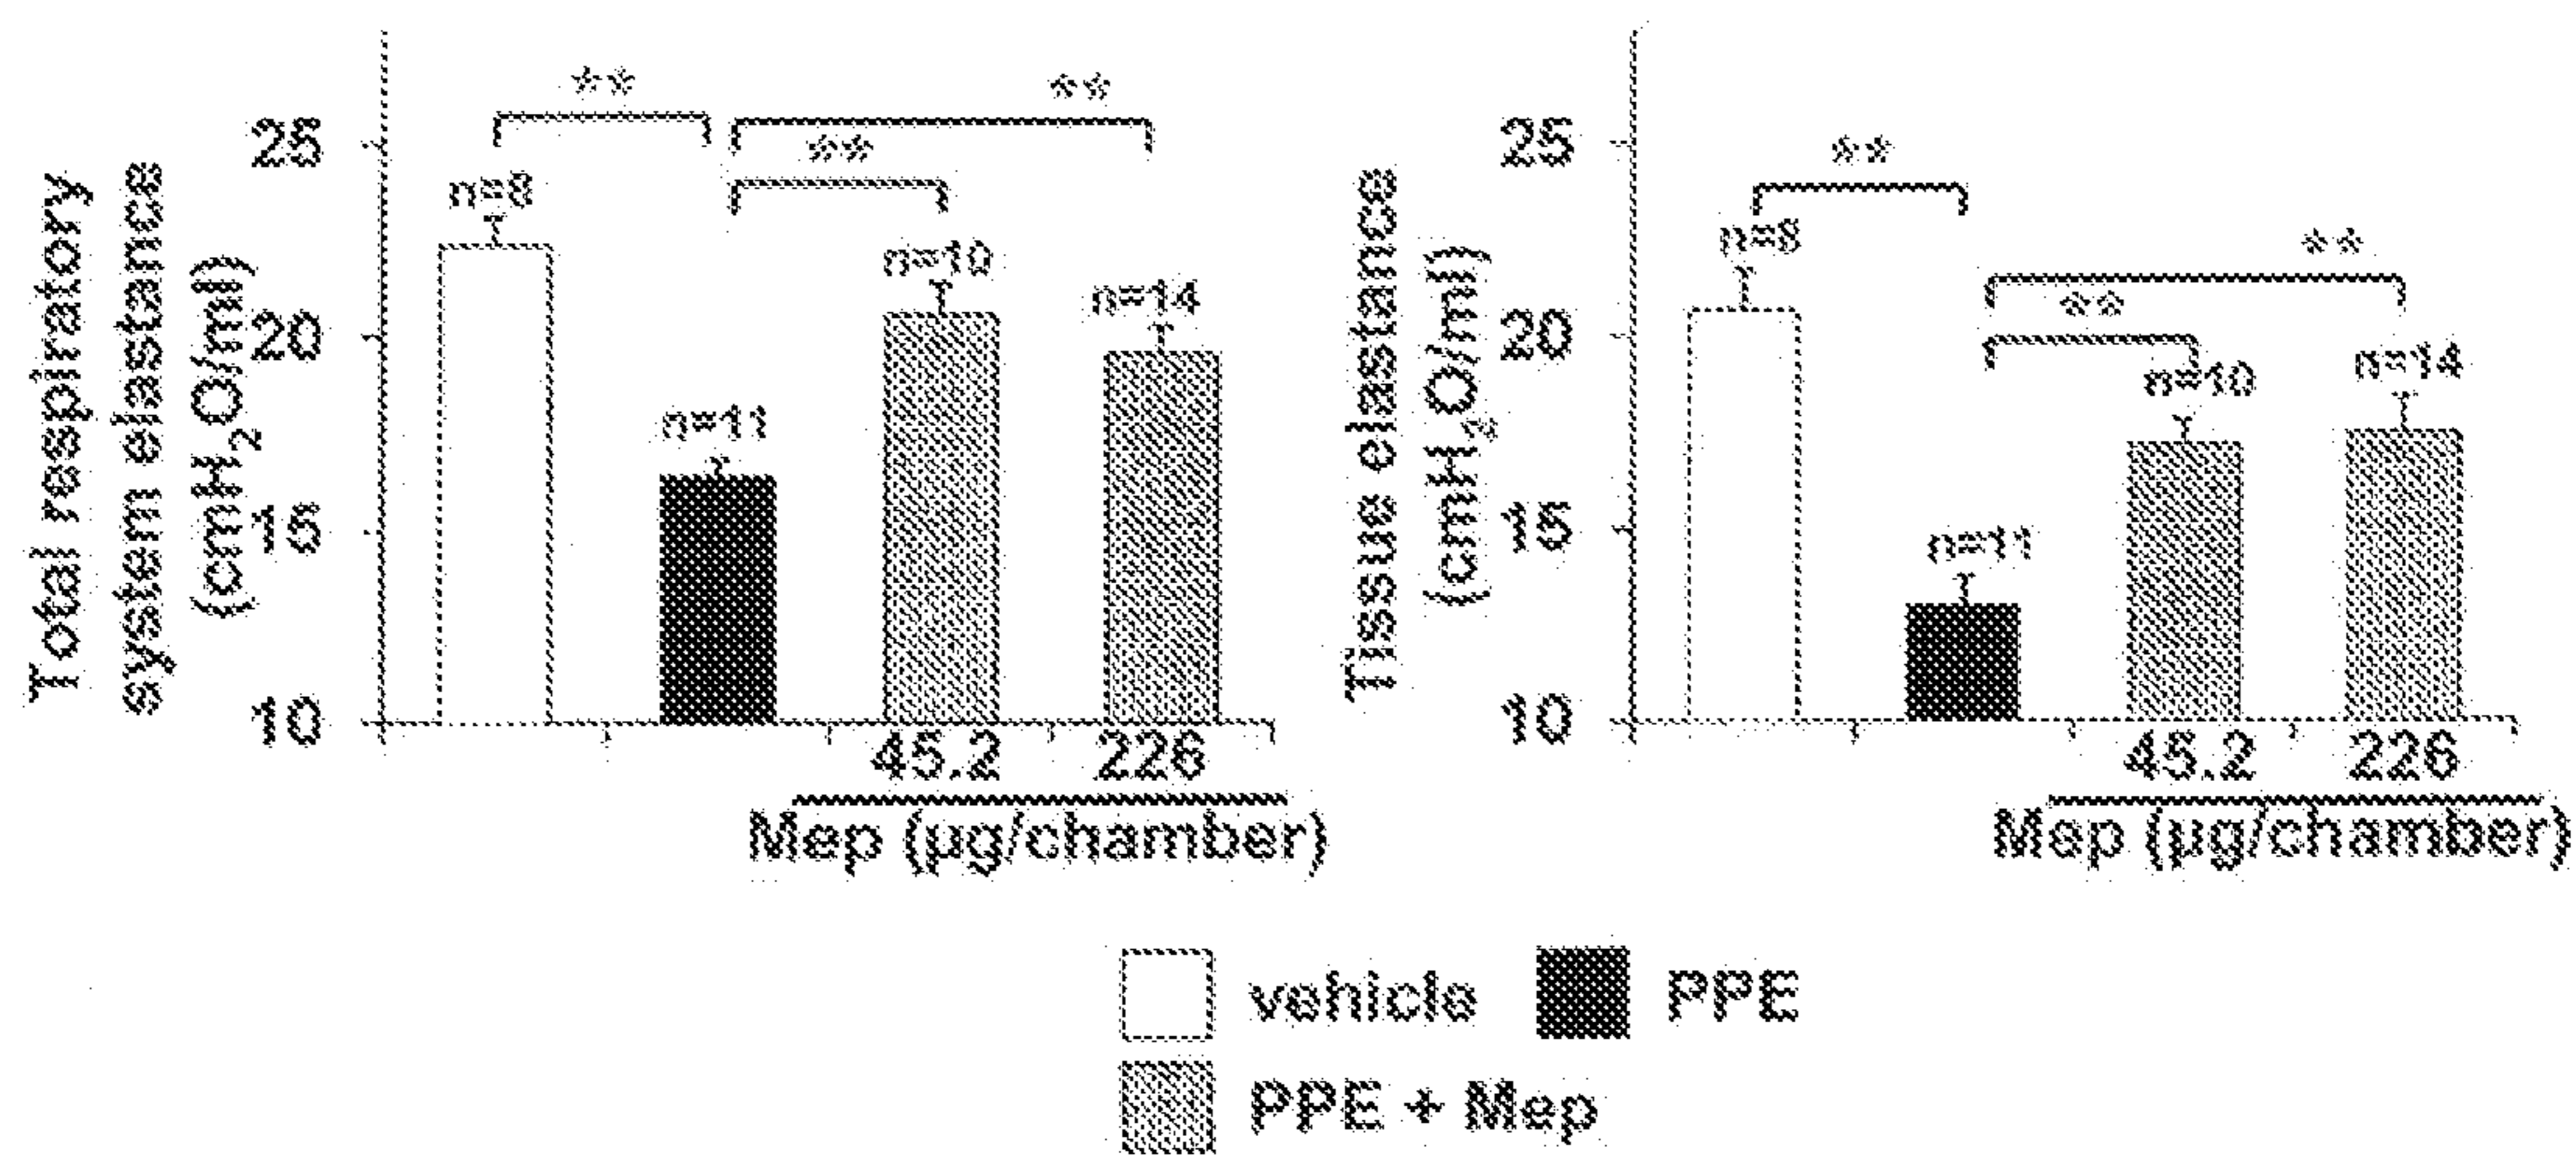 Total respiratory
system elastance
(cmH2O/ml)
25
20
15
10
**
**
**
n=8
n=11
n=10
n=14
45.2 226
Mep (µg/chamber)
Tissue elastance
(cmH2O/ml)
25
20
15
10
**
**
**
n=8
n=11
n=10
n=14
45.2 226
Mep (µg/chamber)
vehicle PPE
PPE + Mep